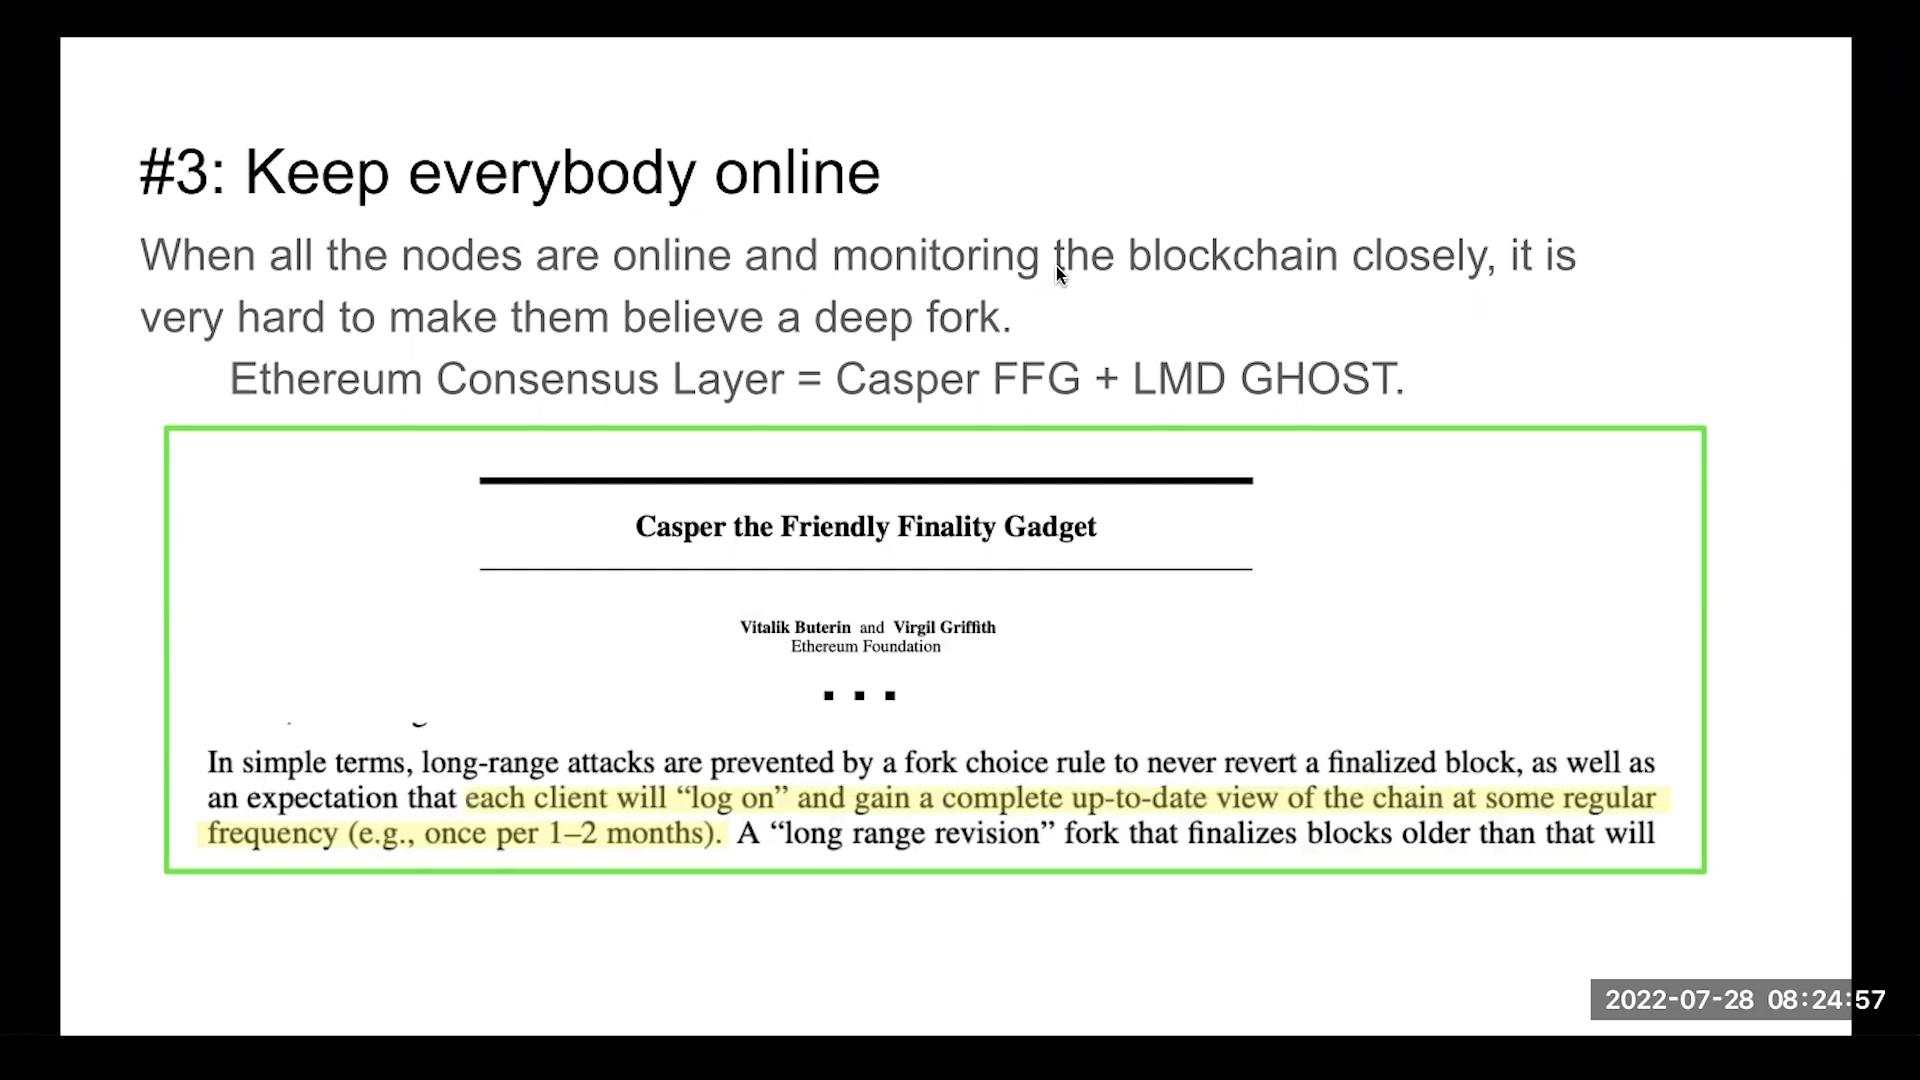 #3: Keep everybody online
When all the nodes are online and monitoring the blockchain closely, it is
very hard to make them believe a deep fork.
Ethereum Consensus Layer = Casper FFG + LMD GHOST.
Casper the Friendly Finality Gadget
Vitalik Buterin and Virgil Griffith
Ethereum Foundation
...
In simple terms, long-range attacks are prevented by a fork choice rule to never revert a finalized block, as well as
an expectation that each client will “log on” and gain a complete up-to-date view of the chain at some regular
frequency (e.g., once per 1–2 months). A “long range revision” fork that finalizes blocks older than that will
2022-07-28 08:24:57